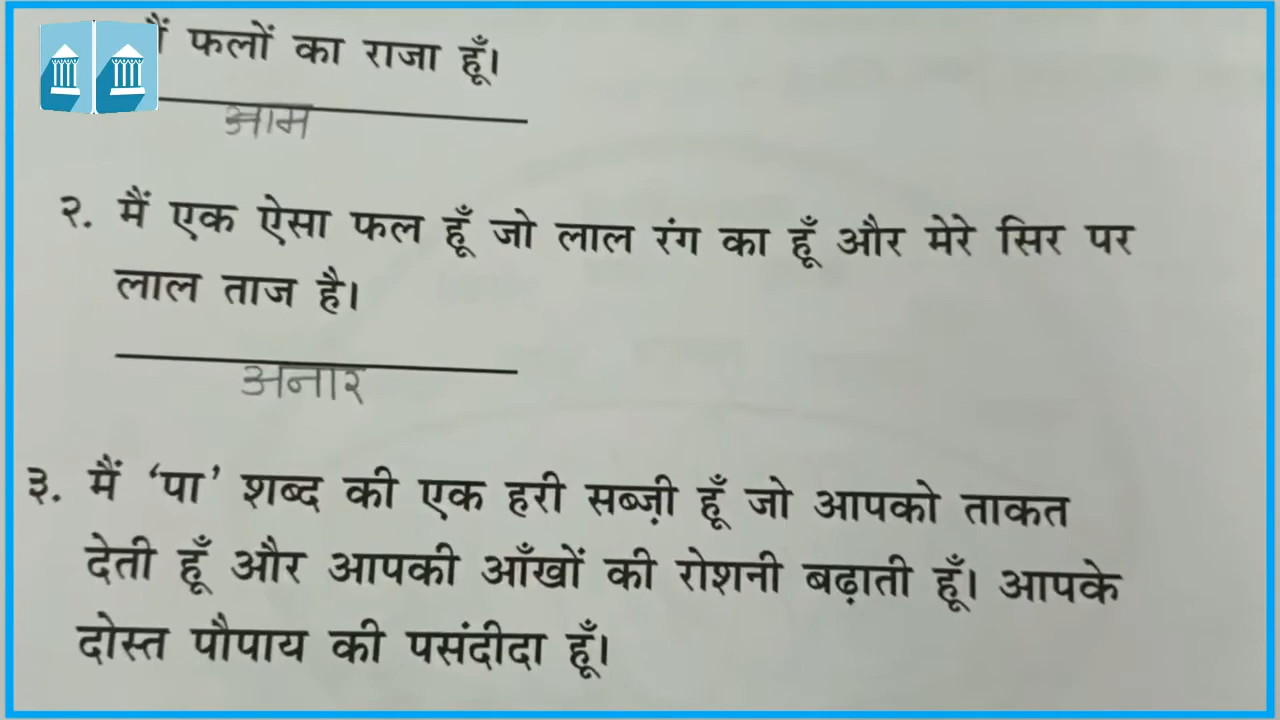 फलों का राजा हूँ।
आम
२. मैं एक ऐसा फल हूँ जो लाल रंग का हूँ और मेरे सिर पर
लाल ताज है।
अनार
३. मैं ‘पा’ शब्द की एक हरी सब्ज़ी हूँ जो आपको ताकत
देती हूँ और आपकी आँखों की रोशनी बढ़ाती हूँ। आपके
दोस्त पौपाय की पसंदीदा हूँ।